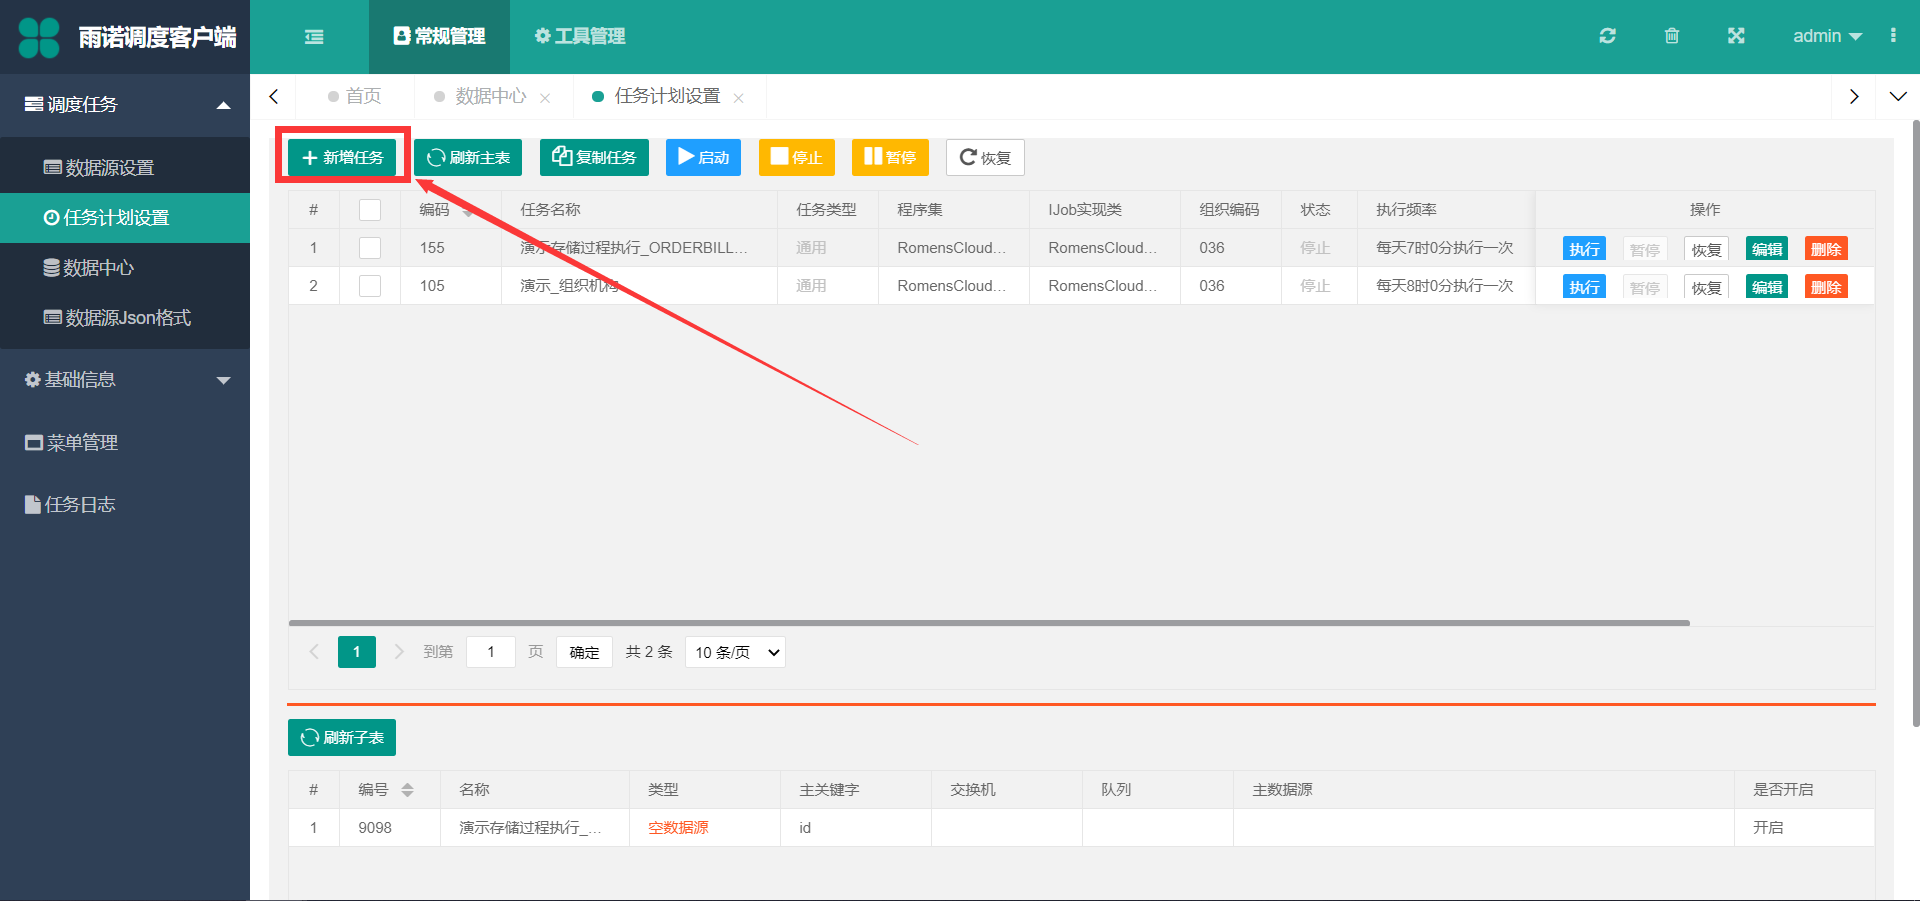 雨诺调度客户端
常规管理
工具管理
admin
调度任务
数据源设置
任务计划设置
数据中心
数据源Json格式
基础信息
菜单管理
任务日志
首页
数据中心
任务计划设置
新增任务 刷新主表 复制任务 启动 停止 暂停 恢复
# 编码 任务名称 任务类型 程序集 IJob实现类 组织编码 状态 执行频率 操作
1 155 演示存储过程执行_ORDERBILL... 通用 RomensCloud... RomensCloud... 036 停止 每天7时0分执行一次 执行 暂停 恢复 编辑 删除
2 105 演示_组织机构 通用 RomensCloud... RomensCloud... 036 停止 每天8时0分执行一次 执行 暂停 恢复 编辑 删除
1 到第 1 页 确定 共 2 条 10 条/页
刷新子表
# 编号 名称 类型 主关键字 交换机 队列 主数据源 是否开启
1 9098 演示存储过程执行_... 空数据源 id 开启